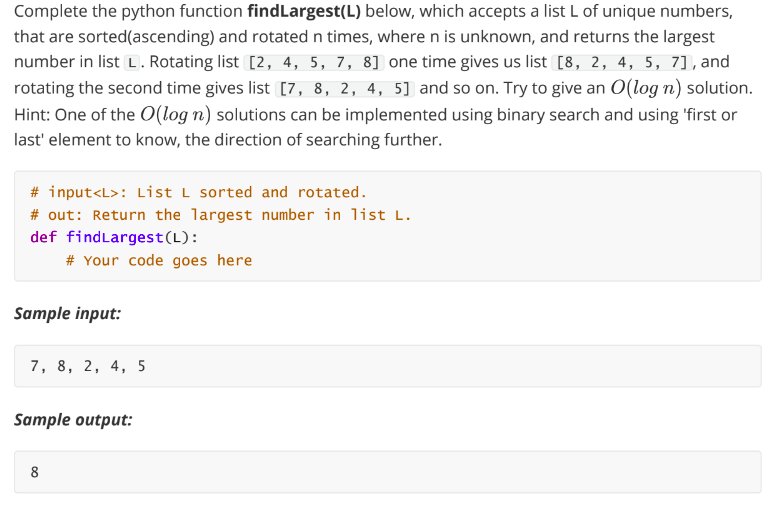 Complete the python function findLargest(L) below, which accepts a list L of unique numbers,
that are sorted(ascending) and rotated n times, where n is unknown, and returns the largest
number in list L. Rotating list [2, 4, 5, 7, 8] one time gives us list [8, 2, 4, 5, 7], and
rotating the second time gives list [7, 8, 2, 4, 5] and so on. Try to give an O(log n) solution.
Hint: One of the O(log n) solutions can be implemented using binary search and using 'first or
last' element to know, the direction of searching further.
# input<L>: List L sorted and rotated.
# out: Return the largest number in list L.
def findLargest(L):
    # Your code goes here
Sample input:
7, 8, 2, 4, 5
Sample output:
8